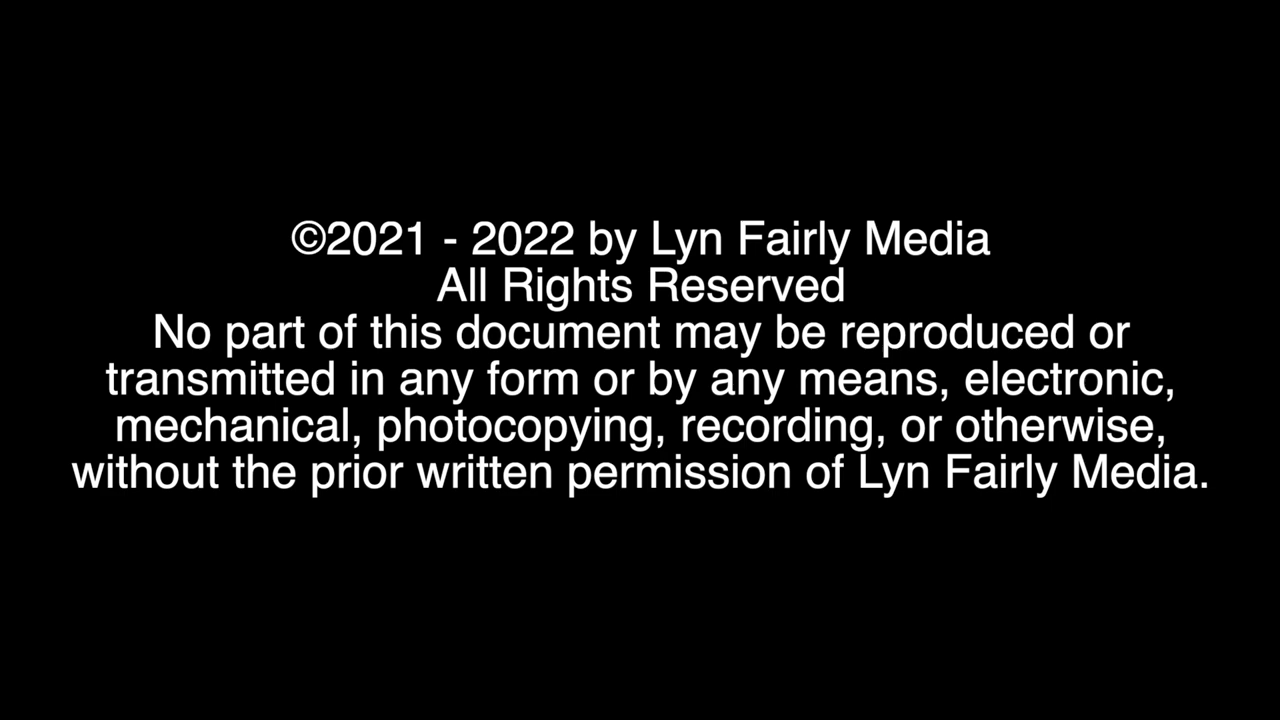 ©2021 - 2022 by Lyn Fairly Media
All Rights Reserved
No part of this document may be reproduced or
transmitted in any form or by any means, electronic,
mechanical, photocopying, recording, or otherwise,
without the prior written permission of Lyn Fairly Media.